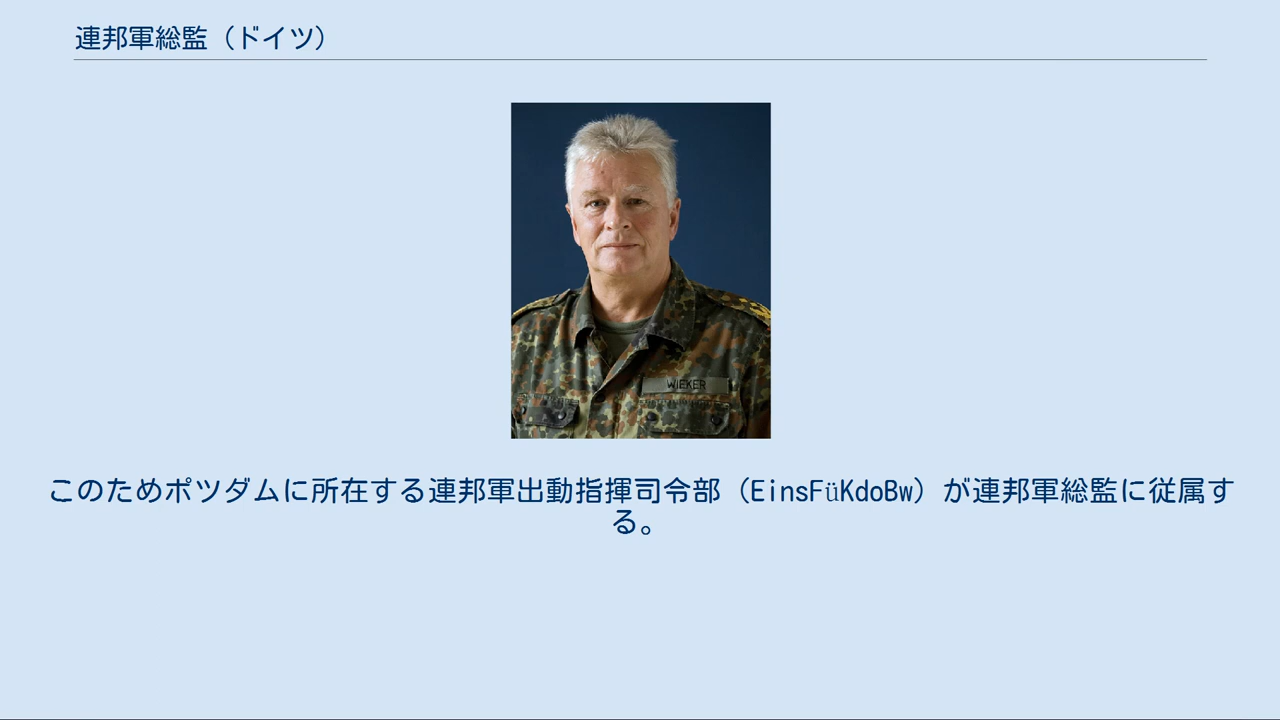 連邦軍総監（ドイツ）
WIEKER
このためポツダムに所在する連邦軍出動指揮司令部（EinsFüKdoBw）が連邦軍総監に従属す
る。